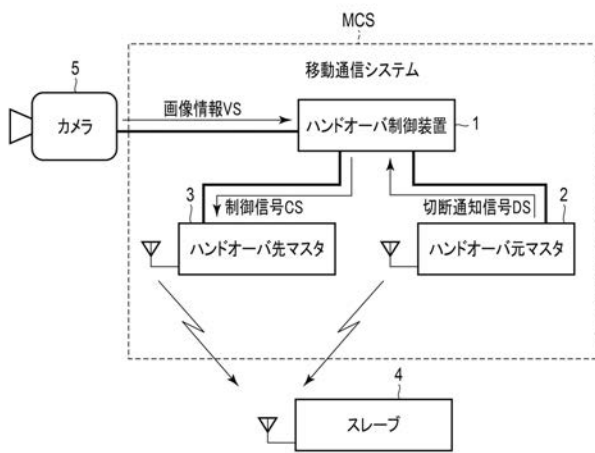 MCS
移動通信システム
5
カメラ
画像情報VS
ハンドオーバ制御装置
1
3
制御信号CS
切断通知信号DS
2
ハンドオーバ先マスタ
ハンドオーバ元マスタ
4
スレーブ